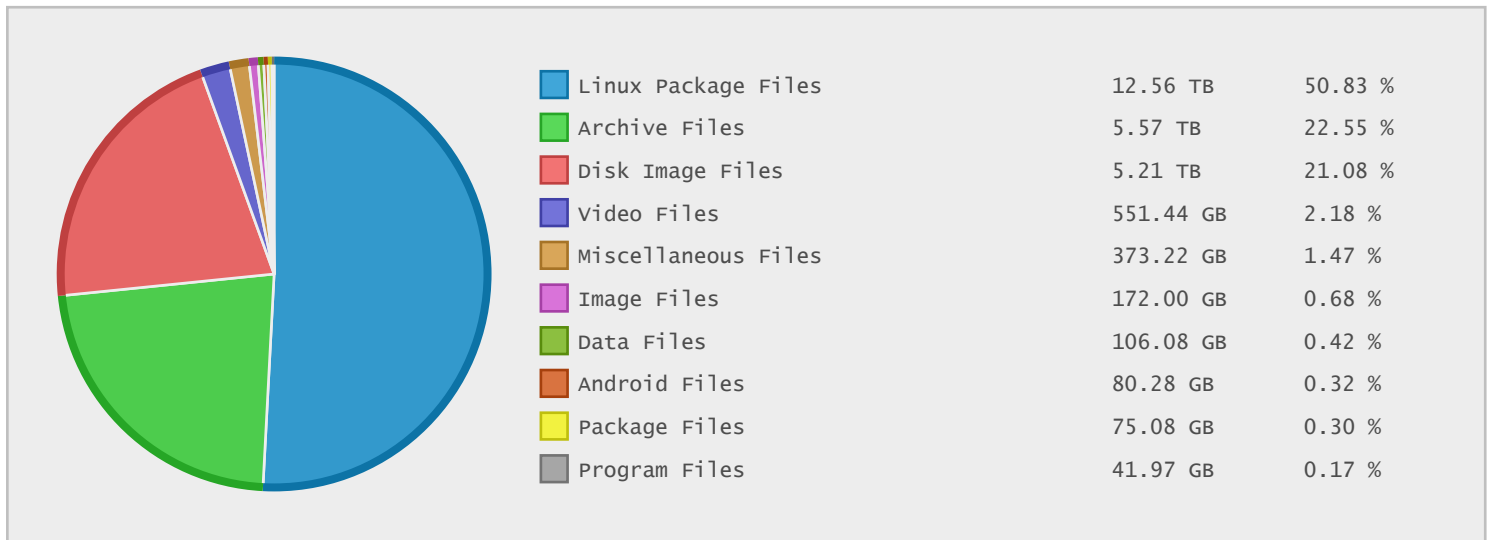 Linux Package Files 12.56 TB 50.83 %
Archive Files 5.57 TB 22.55 %
Disk Image Files 5.21 TB 21.08 %
Video Files 551.44 GB 2.18 %
Miscellaneous Files 373.22 GB 1.47 %
Image Files 172.00 GB 0.68 %
Data Files 106.08 GB 0.42 %
Android Files 80.28 GB 0.32 %
Package Files 75.08 GB 0.30 %
Program Files 41.97 GB 0.17 %